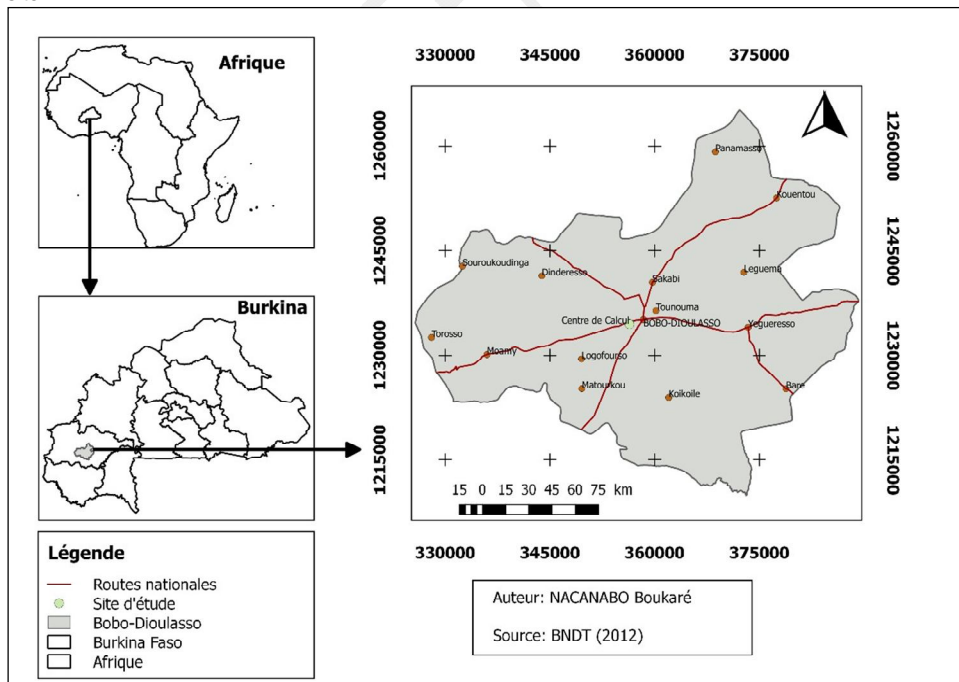 Afrique
Burkina
330000 345000 360000 375000
1260000
1245000
1230000
1215000
1260000
1245000
1230000
1215000
Panamasso
Kouentou
Souroukoudinga
Dinderesso
Sakabi
Leguema
Tounouma
Centre de Calcul
BOBO-DIOULASSO
Yegueresso
Torosso
Moamy
Logofourso
Matourkou
Koikoile
Bare
15 0 15 30 45 60 75 km
330000 345000 360000 375000
Légende
Routes nationales
Site d'étude
Bobo-Dioulasso
Burkina Faso
Afrique
Auteur: NACANABO Boukaré
Source: BNDT (2012)